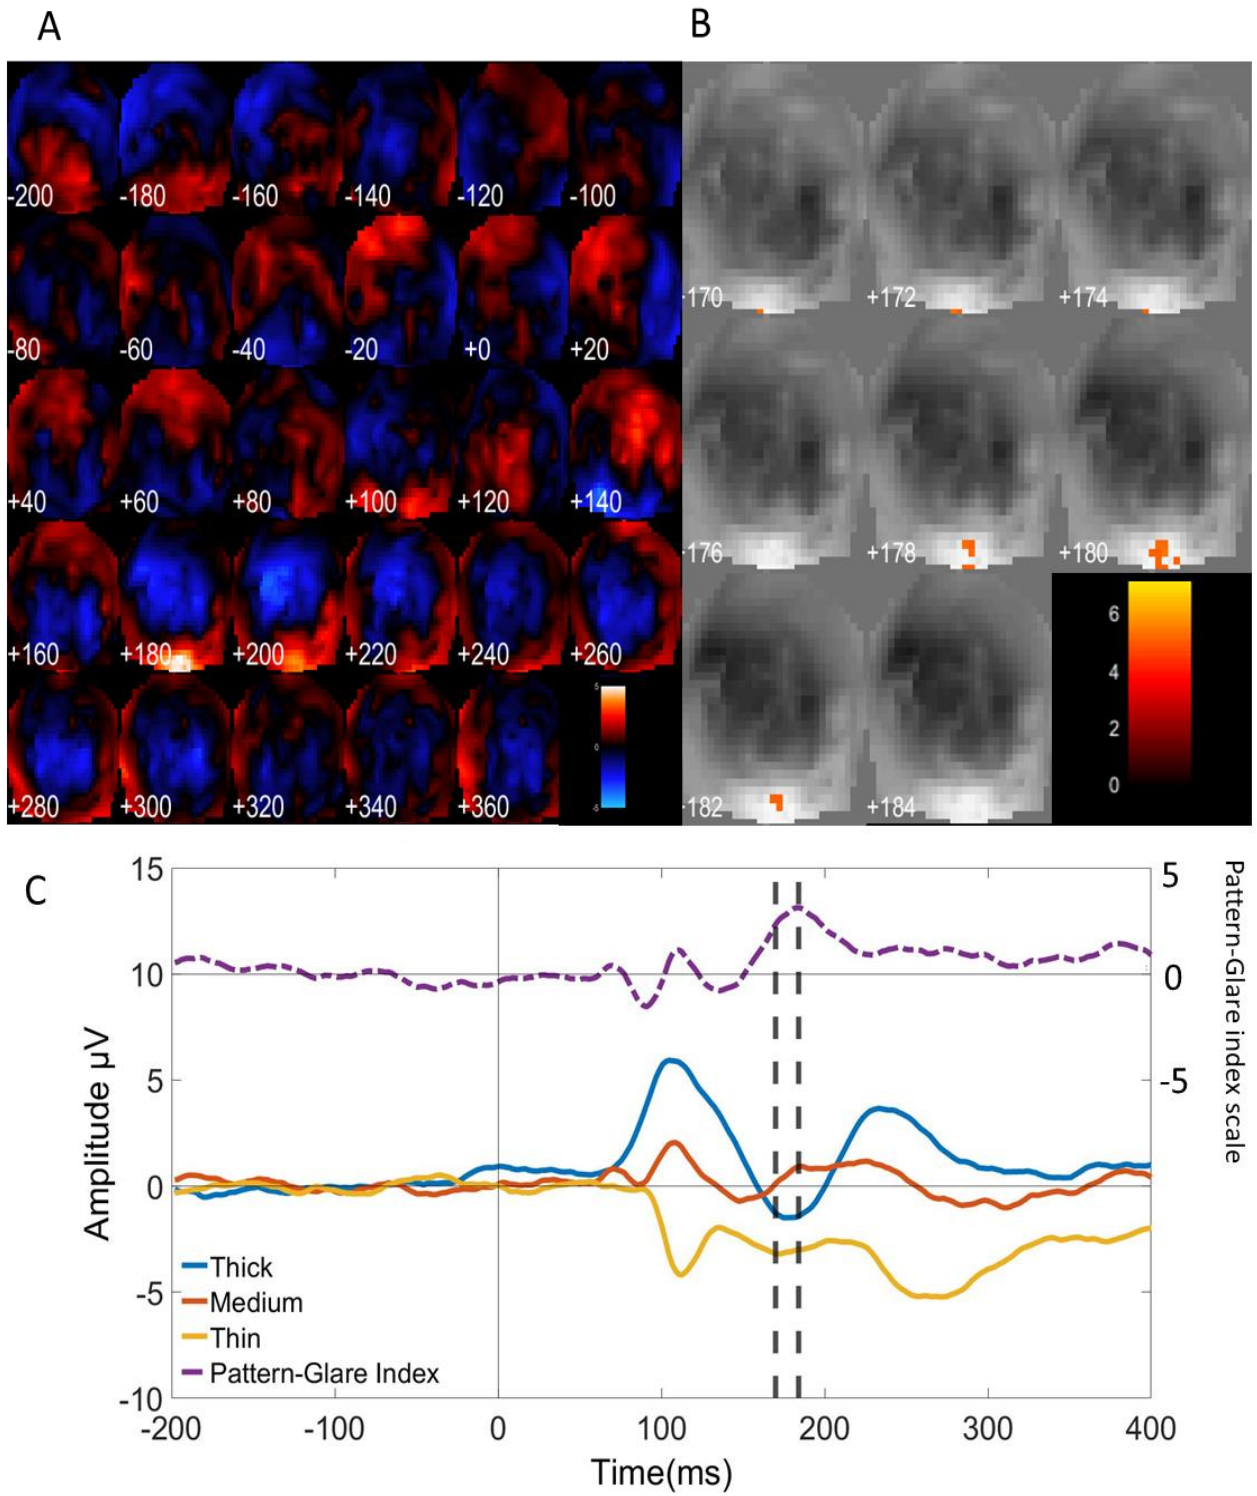 A
B
-200 -180 -160 -140 -120 -100
-80 -60 -40 -20 +0 +20
+40 +60 +80 +100 +120 +140
+160 +180 +200 +220 +240 +260
+280 +300 +320 +340 +360
5
0
-5
170 +172 +174
176 +178 +180
182 +184
6
4
2
0
C
15
10
5
0
-5
-10
Amplitude µV
5
0
-5
Pattern-Glare index scale
Thick
Medium
Thin
Pattern-Glare Index
-200 -100 0 100 200 300 400
Time(ms)